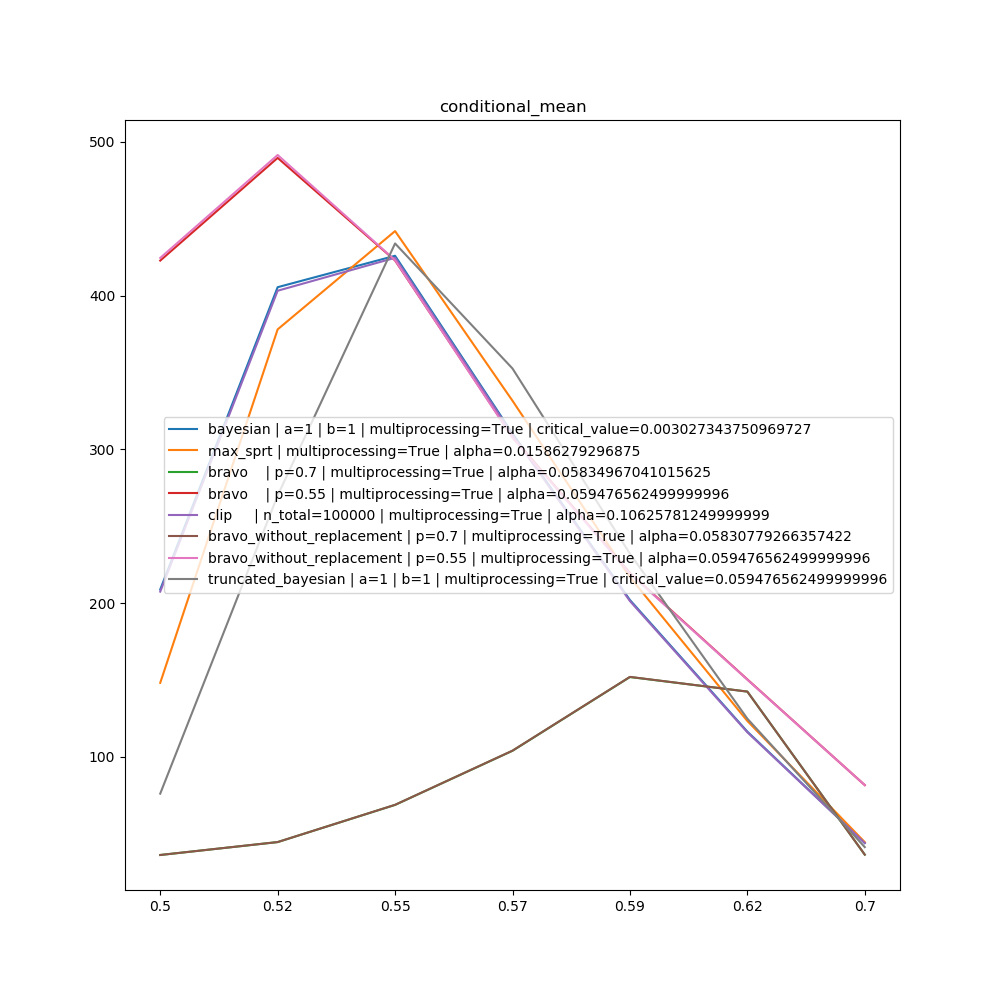 conditional_mean
500
400
300
200
100
bayesian | a=1 | b=1 | multiprocessing=True | critical_value=0.003027343750969727
max_sprt | multiprocessing=True | alpha=0.01586279296875
bravo    | p=0.7 | multiprocessing=True | alpha=0.05834967041015625
bravo    | p=0.55 | multiprocessing=True | alpha=0.059476562499999996
clip     | n_total=100000 | multiprocessing=True | alpha=0.10625781249999999
bravo_without_replacement | p=0.7 | multiprocessing=True | alpha=0.05830779266357422
bravo_without_replacement | p=0.55 | multiprocessing=True | alpha=0.059476562499999996
truncated_bayesian | a=1 | b=1 | multiprocessing=True | critical_value=0.059476562499999996
0.5 0.52 0.55 0.57 0.59 0.62 0.7